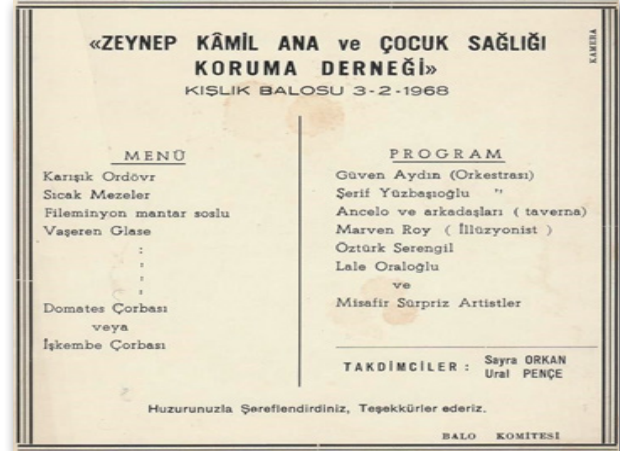 «ZEYNEP KÂMİL ANA ve ÇOCUK SAĞLIĞI
KORUMA DERNEĞİ»
KIŞLIK BALOSU 3-2-1968
KAMERA
MENÜ
Karışık Ordövr
Sıcak Mezeler
Fileminyon mantar soslu
Vaşeren Glase
:
:
:
:
Domates Çorbası
veya
İşkembe Çorbası
PROGRAM
Güven Aydın (Orkestrası)
Şerif Yüzbaşıoğlu "
Ancelo ve arkadaşları ( taverna)
Marven Roy ( İllüzyonist )
Öztürk Serengil
Lale Oraloğlu
ve
Misafir Sürpriz Artistler
TAKDİMCİLER : Sayra ORKAN
Ural PENÇE
Huzurunuzla Şereflendirdiniz, Teşekkürler ederiz.
BALO KOMİTESİ